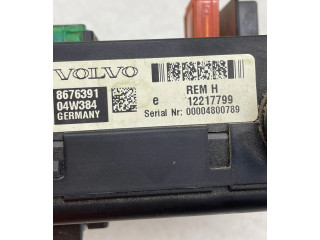 VOLVO
8676391
04W384
GERMANY
REM H
e 12217799
Serial Nr: 00004800789